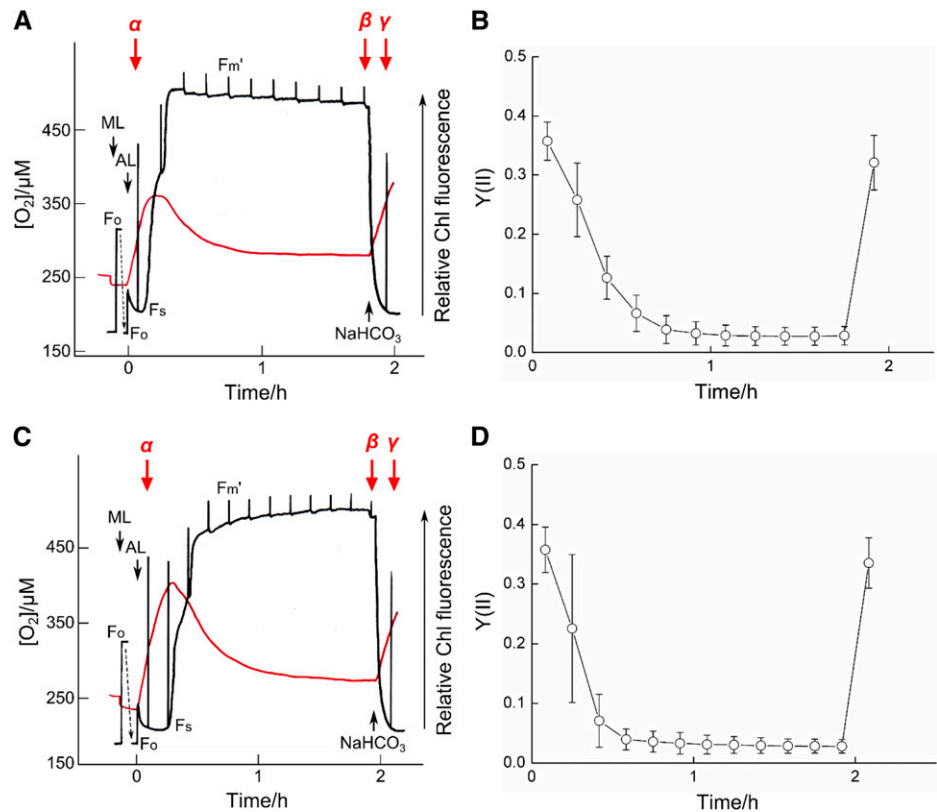 A
α
β γ
Fm'
ML
AL
Fo
Fo
Fs
NaHCO₃
[O₂]/µM
450
350
250
150
0
1
2
Time/h
Relative Chl fluorescence
B
Y(II)
0.5
0.4
0.3
0.2
0.1
0.0
0
1
2
Time/h
C
α
β γ
Fm'
ML
AL
Fo
Fo
Fs
NaHCO₃
[O₂]/µM
450
350
250
150
0
1
2
Time/h
Relative Chl fluorescence
D
Y(II)
0.5
0.4
0.3
0.2
0.1
0.0
0
1
2
Time/h